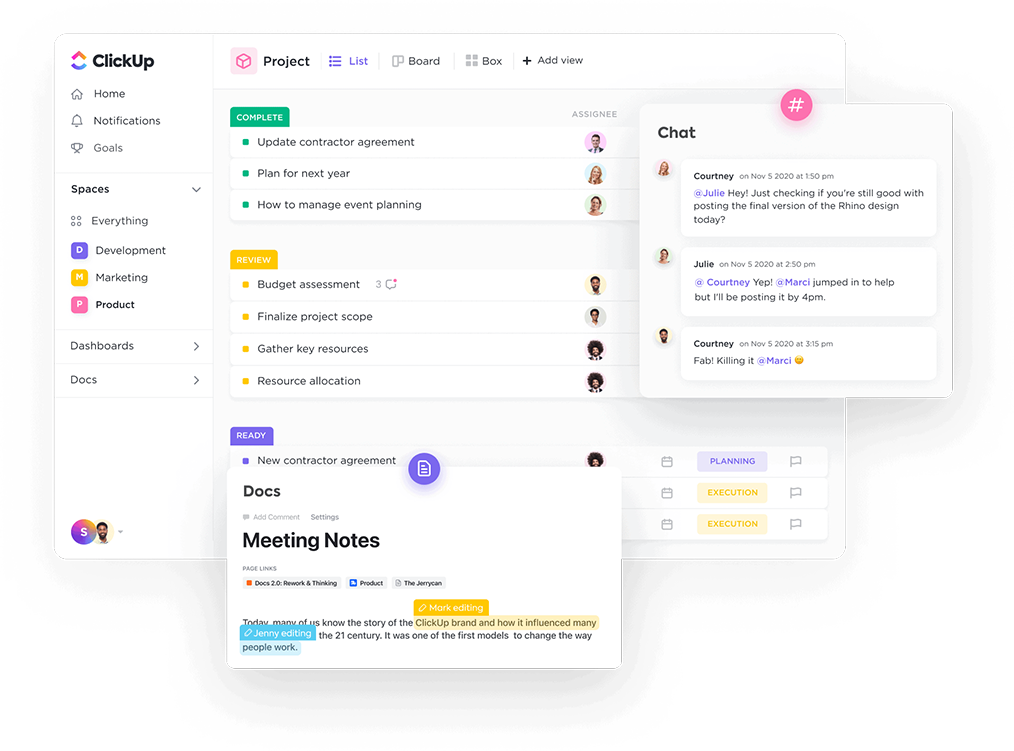 ClickUp
Home
Notifications
Goals
Spaces
Everything
D Development
M Marketing
P Product
Dashboards
Docs
S
Project
List
Board
Box
+ Add view
COMPLETE
ASSIGNEE
Update contractor agreement
Plan for next year
How to manage event planning
REVIEW
Budget assessment 3
Finalize project scope
Gather key resources
Resource allocation
READY
New contractor agreement
PLANNING
EXECUTION
EXECUTION
#
Chat
Courtney on Nov 5 2020 at 1:50 pm
@Julie Hey! Just checking if you're still good with
posting the final version of the Rhino design
today?
Julie on Nov 5 2020 at 2:50 pm
@ Courtney Yep! @Marci jumped in to help
but I'll be posting it by 4pm.
Courtney on Nov 5 2020 at 3:15 pm
Fab! Killing it @Marci 😊
Docs
Add Comment Settings
Meeting Notes
PAGE LINKS
Docs 2.0: Rework & Thinking
Product
The Jerrycan
Mark editing
Today, many of us know the story of the ClickUp brand and how it influenced many
Jenny editing the 21 century. It was one of the first models to change the way
people work.